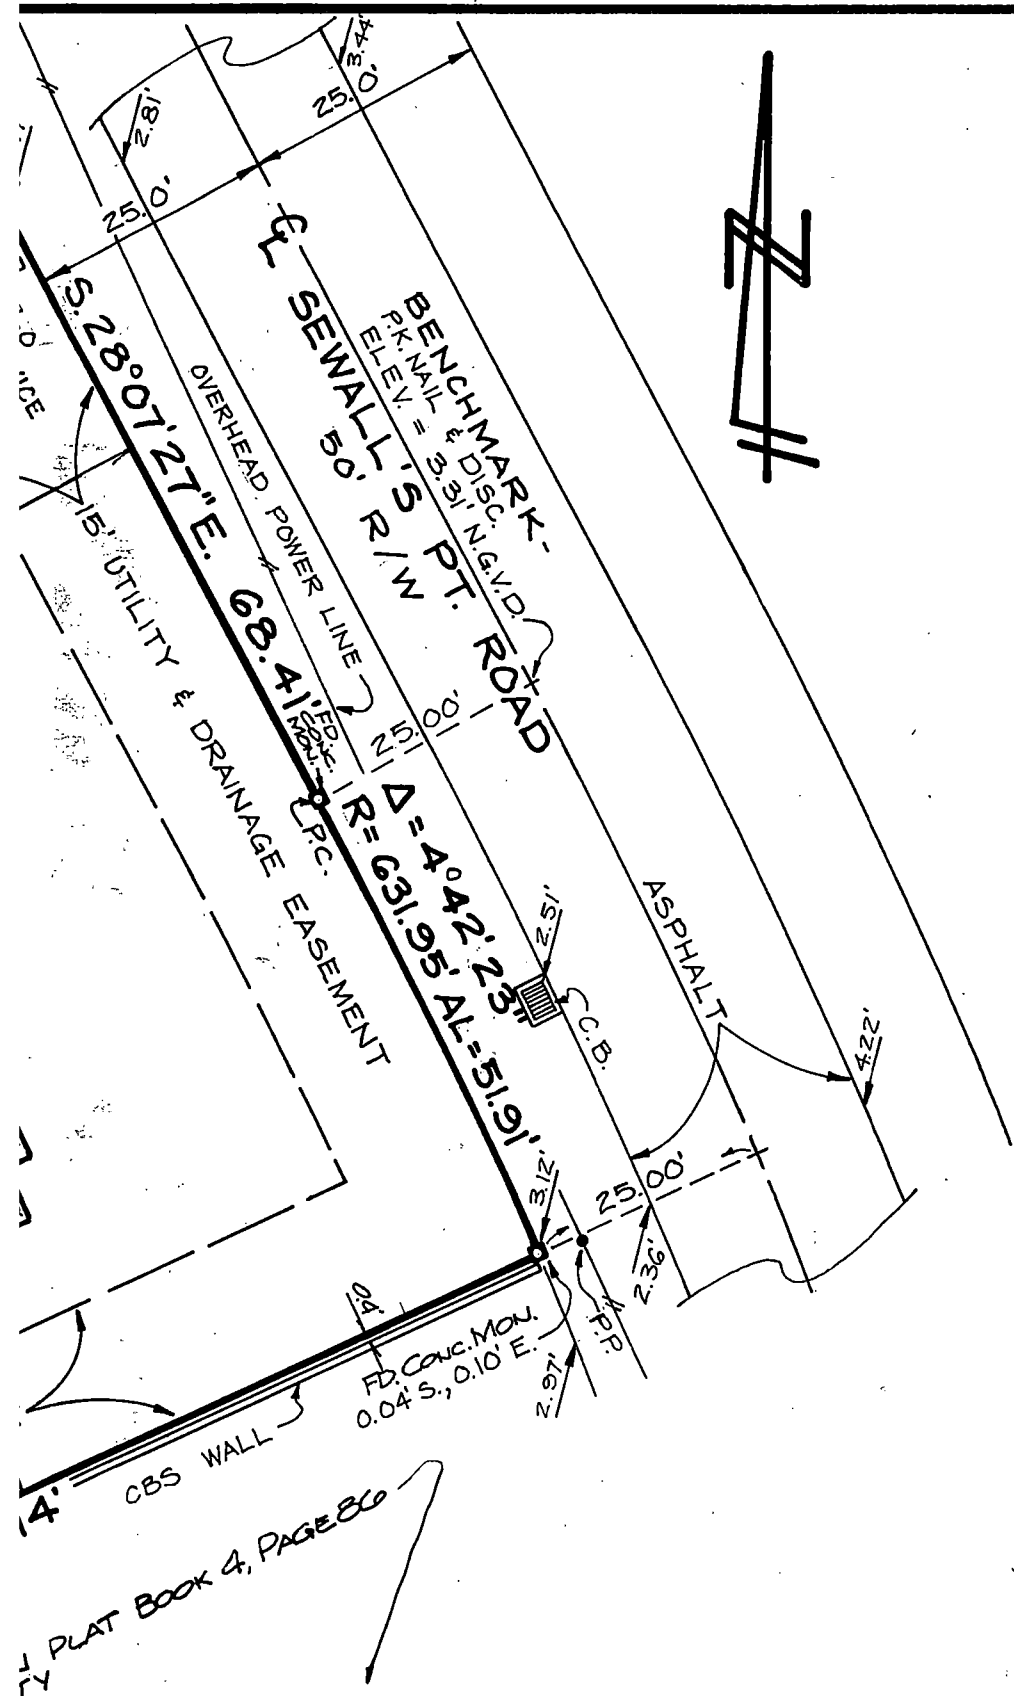 3.44'
25.0'
2.81'
25.0'
N
℄ SEWALL'S PT. ROAD
50' R/W
BENCHMARK-
P.K. NAIL & DISC.
ELEV. = 3.31' N.G.V.D.
S. 28°07'27"E. 68.41'
OVERHEAD POWER LINE
15' UTILITY & DRAINAGE EASEMENT
FD.
CONC.
MON.
P.C.
25.00'
Δ = 4°42'23"
R= 631.95' AL=51.91'
2.51'
C.B.
ASPHALT
4.22'
3.12'
25.00'
2.36'
P.P.
2.97'
0.4'
FD. CONC. MON.
0.04' S., 0.10' E.
CBS WALL
14'
PLAT BOOK 4, PAGE 86
TY